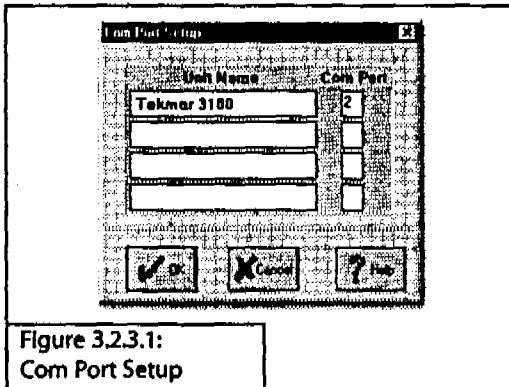 Com Port Setup
Unit Name Com Port
Tekmar 3100 2
OK Cancel ? Help
Figure 3.2.3.1:
Com Port Setup